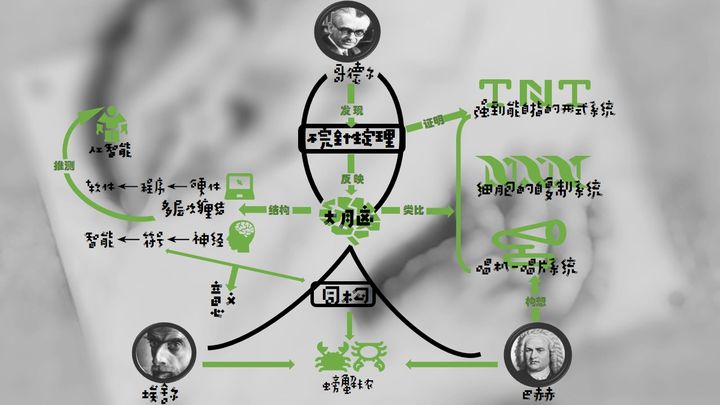 哥德尔
发现
TNT
强到能自指的形式系统
证明
不完备性定理
人工智能
推测
反映
细胞的复制系统
软件 ← 程序 ← 硬件
多层次缠结
结构
大脑
类比
智能 ← 符号 ← 神经
唱机—唱片系统
意义
同构
构想
螃蟹卡农
埃舍尔
巴赫